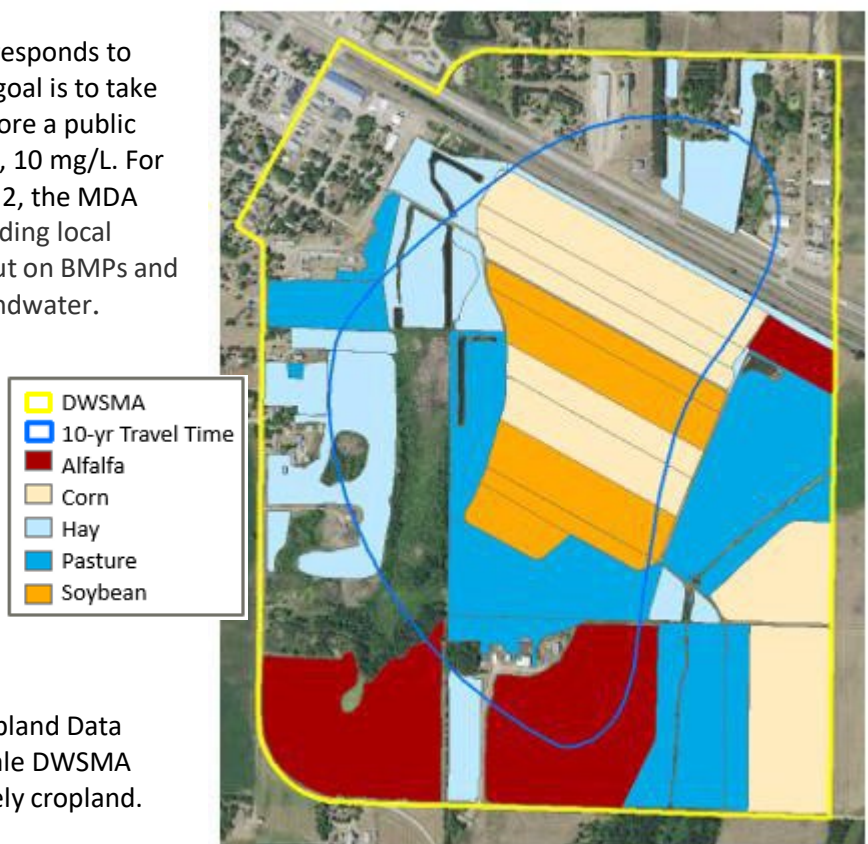 esponds to
goal is to take
ore a public
, 10 mg/L. For
2, the MDA
ding local
ut on BMPs and
ndwater.
DWSMA
10-yr Travel Time
Alfalfa
Corn
Hay
Pasture
Soybean
pland Data
ale DWSMA
ely cropland.